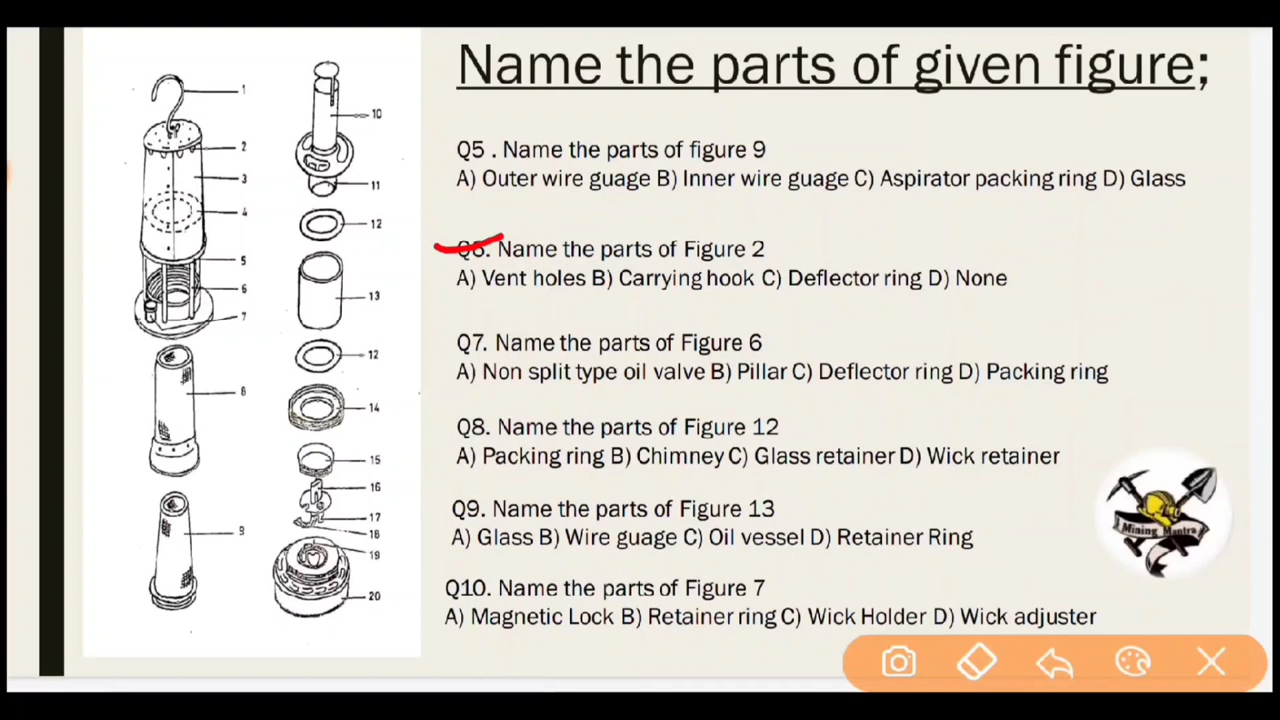 Name the parts of given figure;
Q5 . Name the parts of figure 9
A) Outer wire guage B) Inner wire guage C) Aspirator packing ring D) Glass
Q6. Name the parts of Figure 2
A) Vent holes B) Carrying hook C) Deflector ring D) None
Q7. Name the parts of Figure 6
A) Non split type oil valve B) Pillar C) Deflector ring D) Packing ring
Q8. Name the parts of Figure 12
A) Packing ring B) Chimney C) Glass retainer D) Wick retainer
Q9. Name the parts of Figure 13
A) Glass B) Wire guage C) Oil vessel D) Retainer Ring
Q10. Name the parts of Figure 7
A) Magnetic Lock B) Retainer ring C) Wick Holder D) Wick adjuster
1
2
3
4
5
6
7
8
9
10
11
12
13
12
14
15
16
17
18
19
20
Mining Mantra